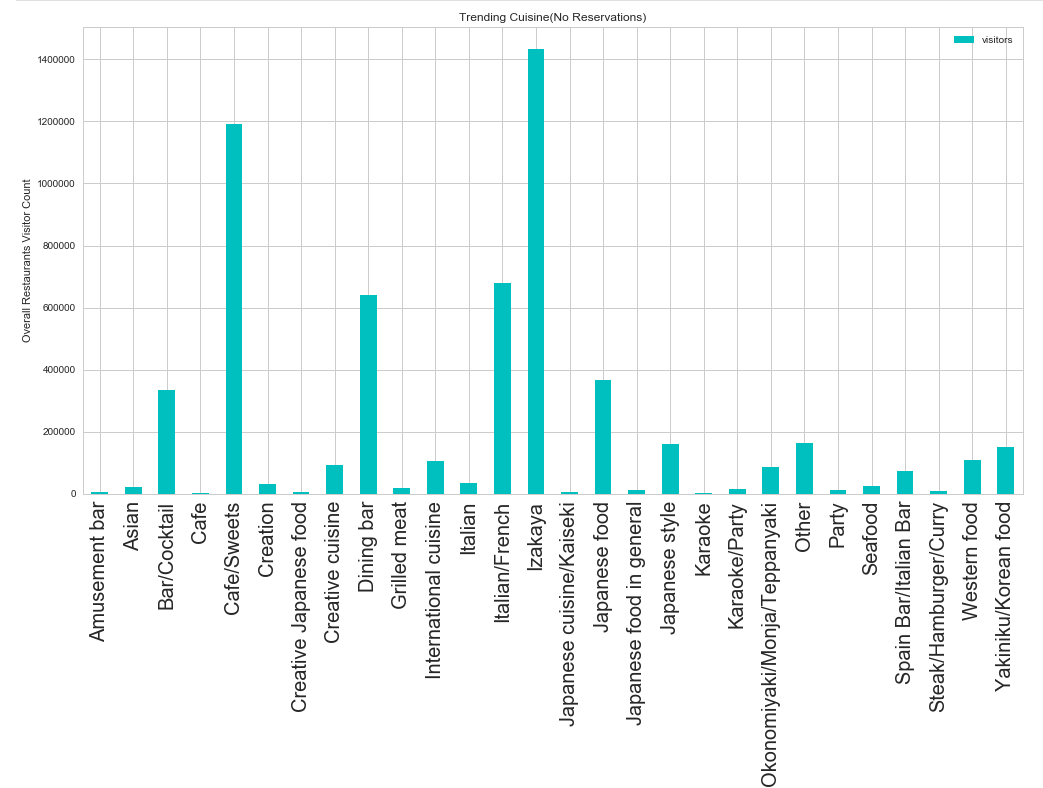 Trending Cuisine(No Reservations)
visitors
Overall Restaurants Visitor Count
1400000
1200000
1000000
800000
600000
400000
200000
0
Amusement bar
Asian
Bar/Cocktail
Cafe
Cafe/Sweets
Creation
Creative Japanese food
Creative cuisine
Dining bar
Grilled meat
International cuisine
Italian
Italian/French
Izakaya
Japanese cuisine/Kaiseki
Japanese food
Japanese food in general
Japanese style
Karaoke
Karaoke/Party
Okonomiyaki/Monja/Teppanyaki
Other
Party
Seafood
Spain Bar/Italian Bar
Steak/Hamburger/Curry
Western food
Yakiniku/Korean food